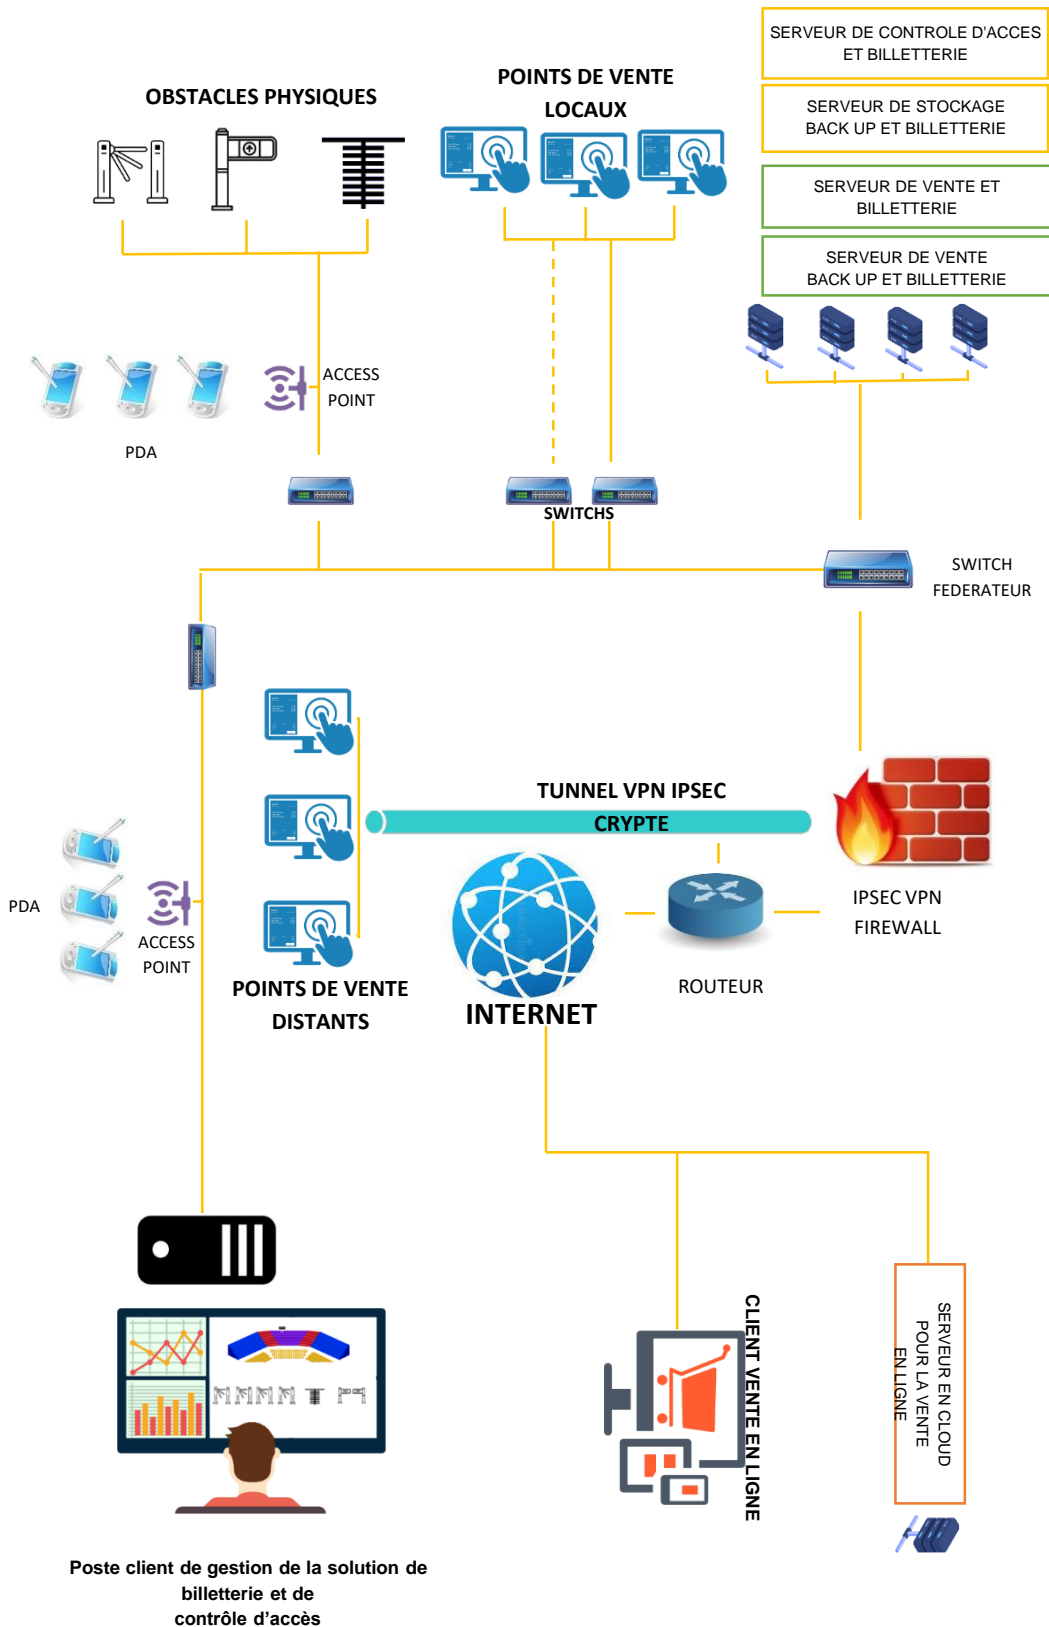 SERVEUR DE CONTROLE D'ACCES
ET BILLETTERIE
SERVEUR DE STOCKAGE
BACK UP ET BILLETTERIE
SERVEUR DE VENTE ET
BILLETTERIE
SERVEUR DE VENTE
BACK UP ET BILLETTERIE
OBSTACLES PHYSIQUES
POINTS DE VENTE
LOCAUX
ACCESS
POINT
PDA
SWITCHS
SWITCH
FEDERATEUR
TUNNEL VPN IPSEC
CRYPTE
IPSEC VPN
FIREWALL
ROUTEUR
INTERNET
PDA
ACCESS
POINT
POINTS DE VENTE
DISTANTS
CLIENT VENTE EN LIGNE
SERVEUR EN CLOUD
POUR LA VENTE
EN LIGNE
Poste client de gestion de la solution de
billetterie et de
contrôle d'accès